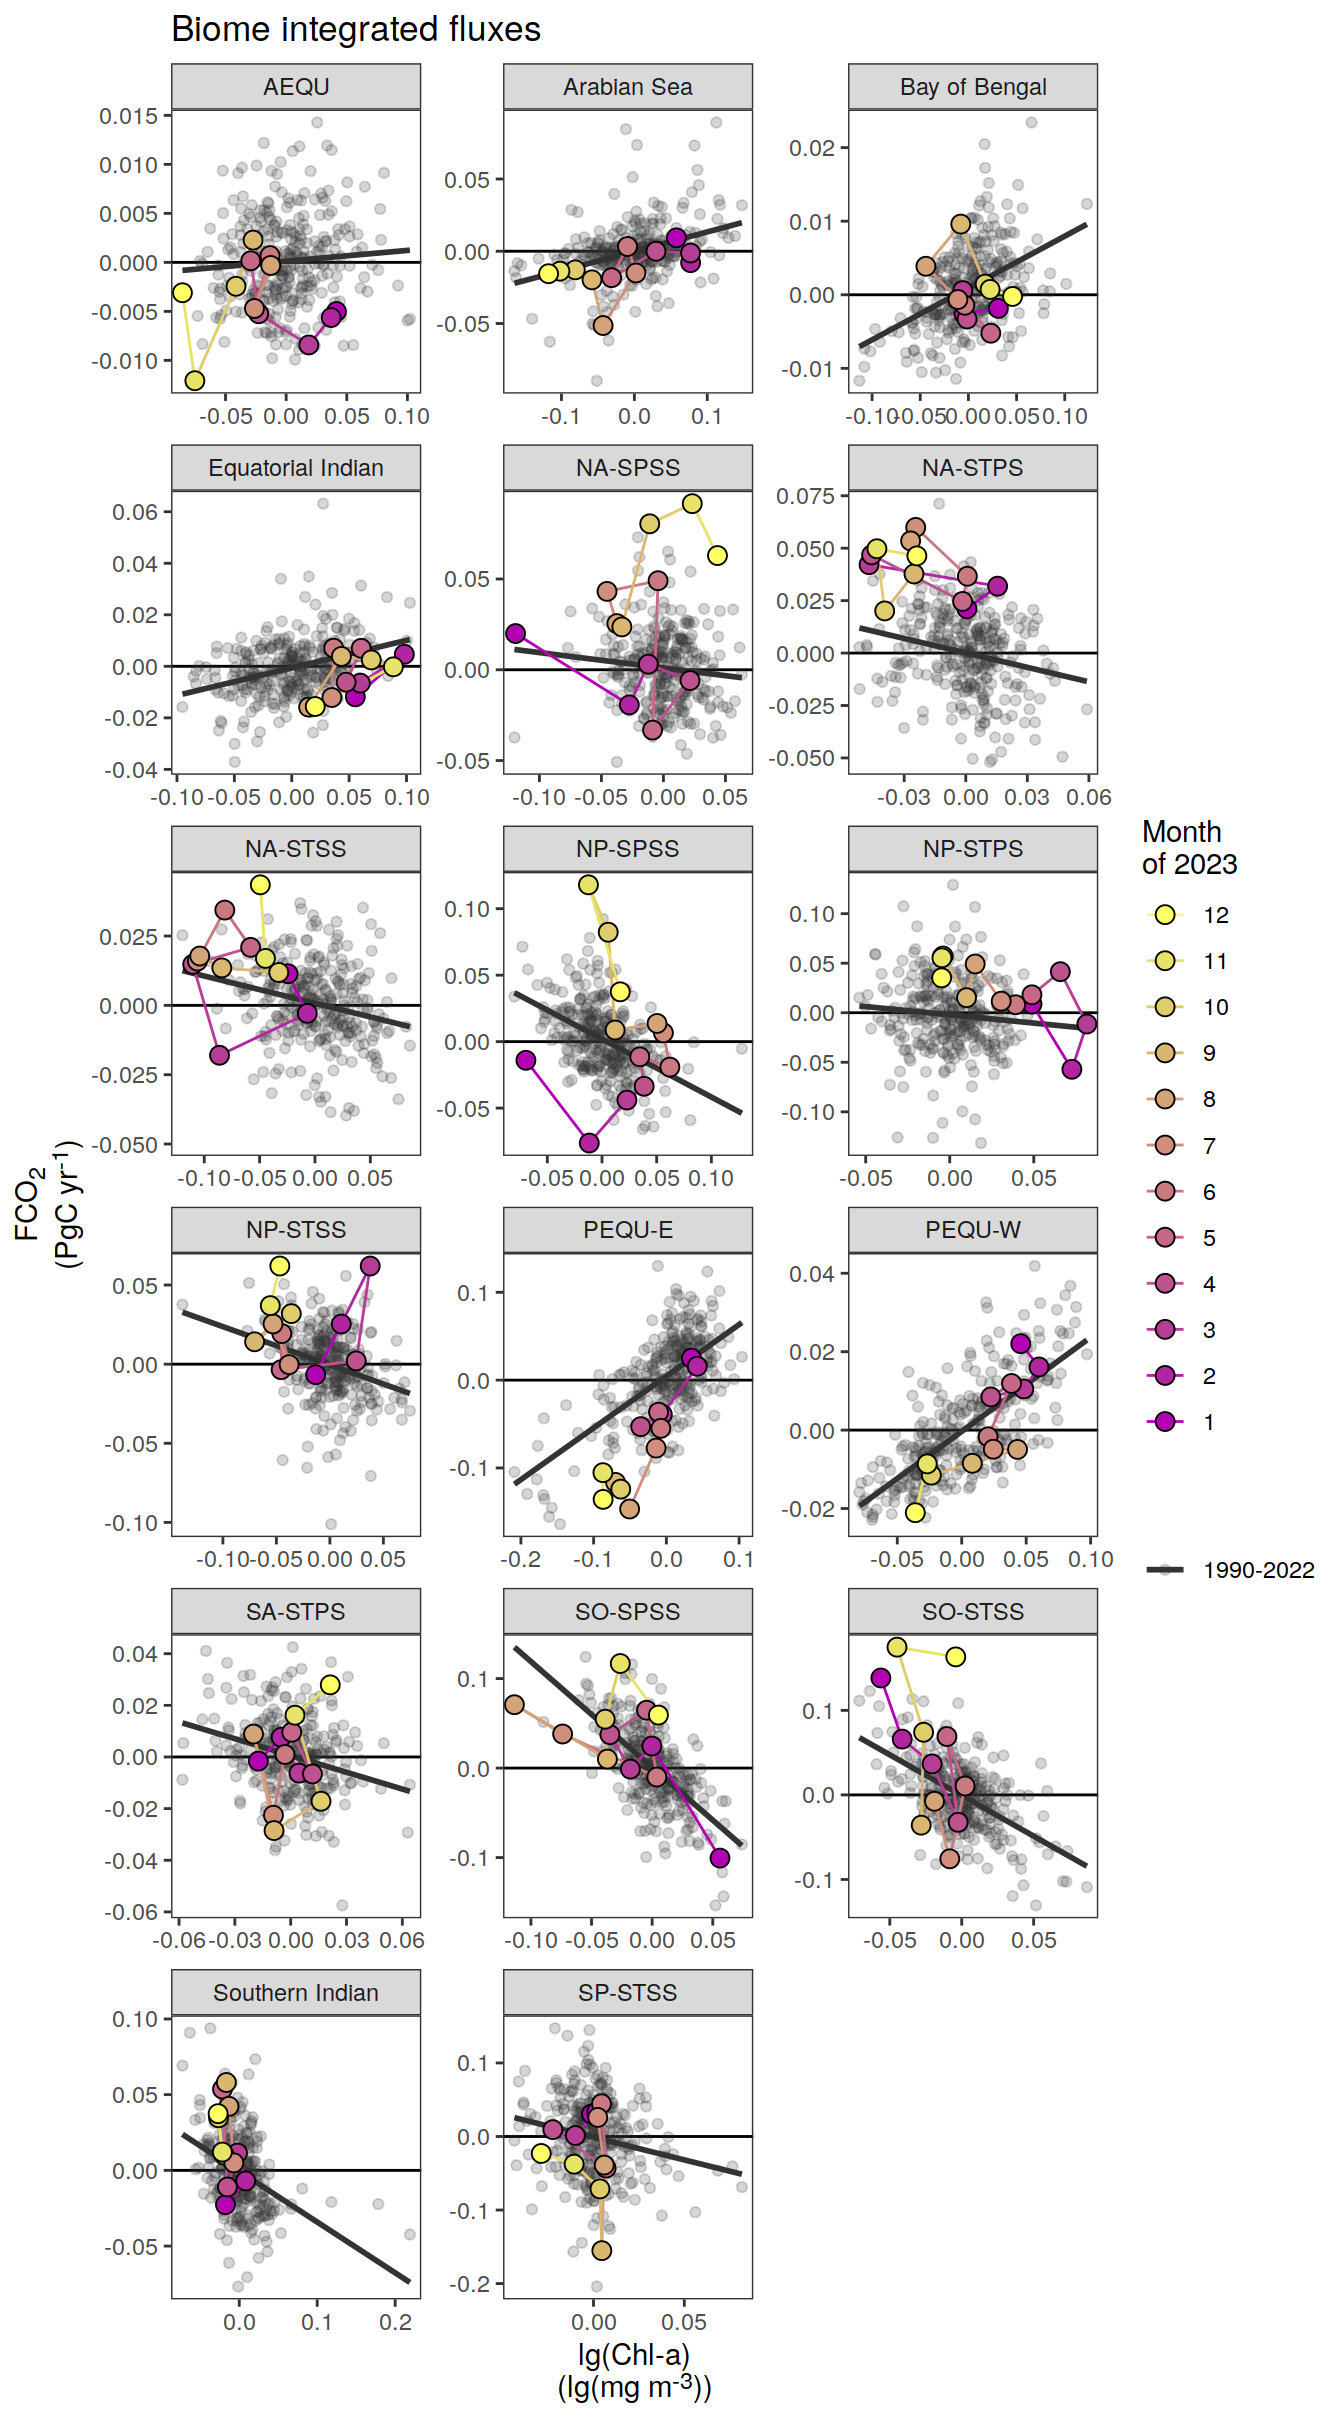 Biome integrated fluxes
AEQU Arabian Sea Bay of Bengal
0.015
0.010
0.005
0.000
-0.005
-0.010
-0.05 0.00 0.05 0.10
0.05
0.00
-0.05
-0.1 0.0 0.1
0.02
0.01
0.00
-0.01
-0.10 -0.05 0.00 0.05 0.10
Equatorial Indian NA-SPSS NA-STPS
0.06
0.04
0.02
0.00
-0.02
-0.04
-0.10 -0.05 0.00 0.05 0.10
0.05
0.00
-0.05
-0.10 -0.05 0.00 0.05
0.075
0.050
0.025
0.000
-0.025
-0.050
-0.03 0.00 0.03 0.06
NA-STSS NP-SPSS NP-STPS
0.025
0.000
-0.025
-0.050
-0.10 -0.05 0.00 0.05
0.10
0.05
0.00
-0.05
-0.05 0.00 0.05 0.10
0.10
0.05
0.00
-0.05
-0.10
-0.05 0.00 0.05
NP-STSS PEQU-E PEQU-W
0.05
0.00
-0.05
-0.10
-0.10 -0.05 0.00 0.05
0.1
0.0
-0.1
-0.2 -0.1 0.0 0.1
0.04
0.02
0.00
-0.02
-0.05 0.00 0.05 0.10
SA-STPS SO-SPSS SO-STSS
0.04
0.02
0.00
-0.02
-0.04
-0.06
-0.06 -0.03 0.00 0.03 0.06
0.1
0.0
-0.1
-0.10 -0.05 0.00 0.05
0.1
0.0
-0.1
-0.05 0.00 0.05
Southern Indian SP-STSS
0.10
0.05
0.00
-0.05
0.0 0.1 0.2
0.1
0.0
-0.1
-0.2
0.00 0.05
FCO2
(PgC yr-1)
lg(Chl-a)
(lg(mg m-3))
Month
of 2023
12
11
10
9
8
7
6
5
4
3
2
1
1990-2022